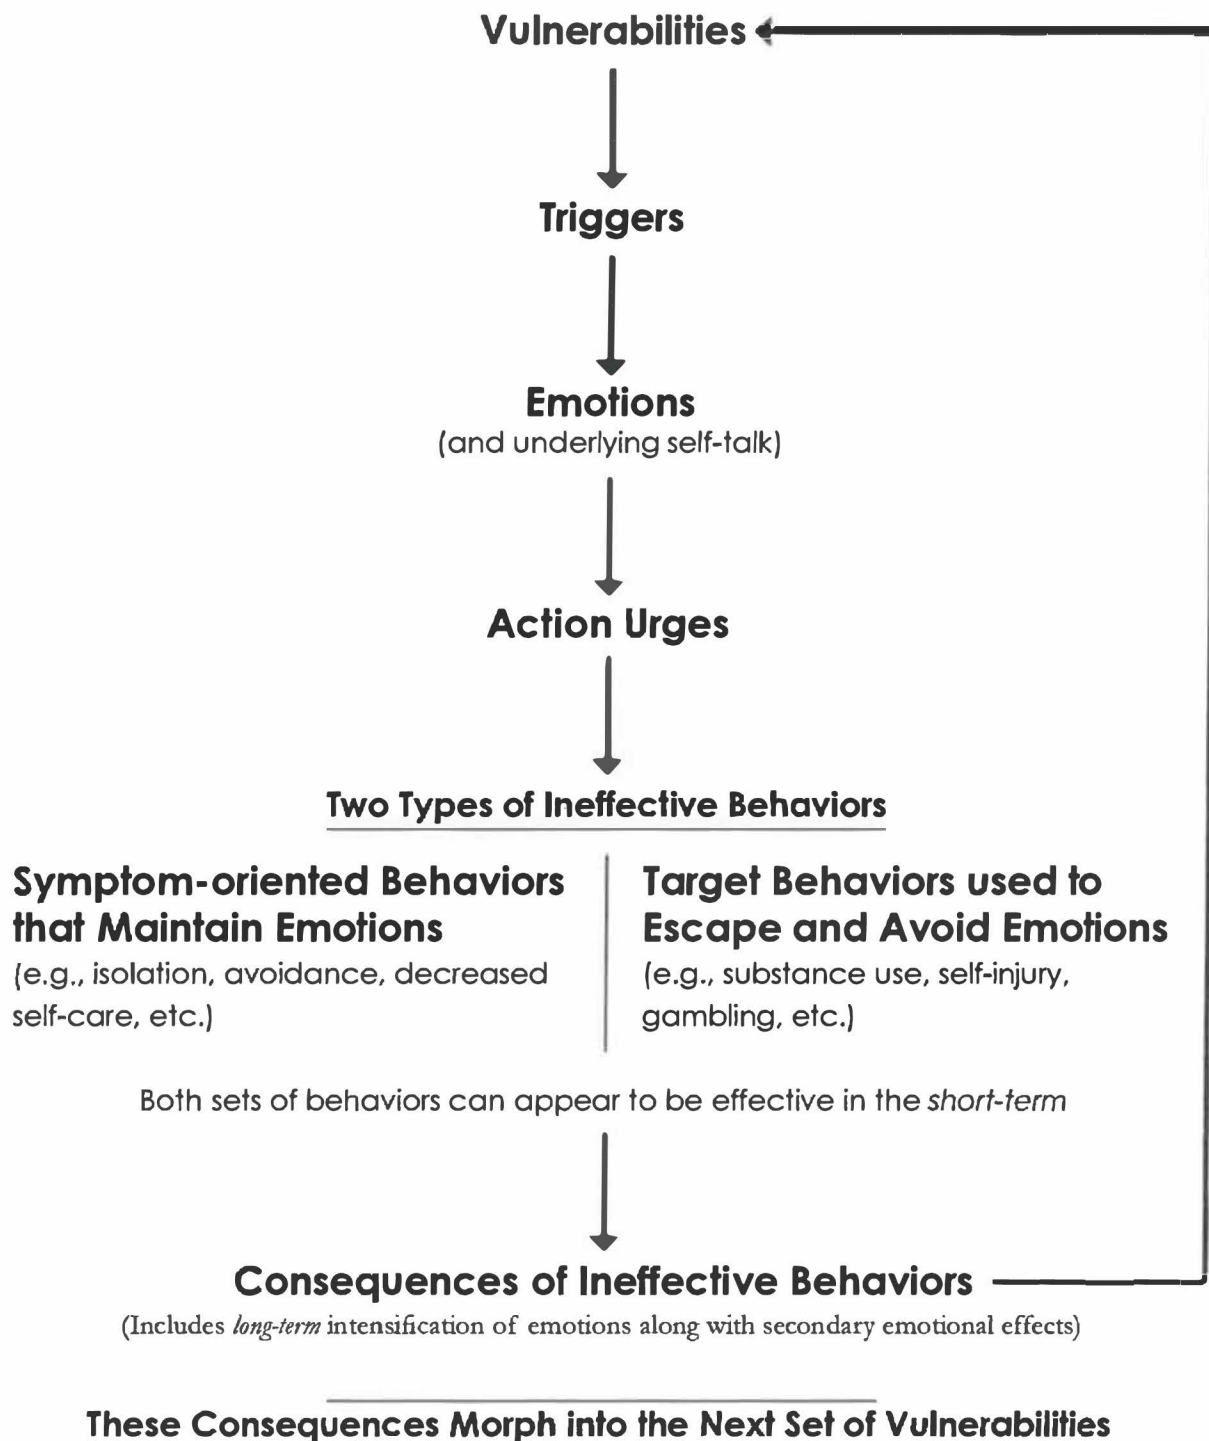 Vulnerabilities
Triggers
Emotions
(and underlying self-talk)
Action Urges
Two Types of Ineffective Behaviors
Symptom-oriented Behaviors
that Maintain Emotions
(e.g., isolation, avoidance, decreased
self-care, etc.)
Target Behaviors used to
Escape and Avoid Emotions
(e.g., substance use, self-injury,
gambling, etc.)
Both sets of behaviors can appear to be effective in the short-term
Consequences of Ineffective Behaviors
(Includes long-term intensification of emotions along with secondary emotional effects)
These Consequences Morph into the Next Set of Vulnerabilities